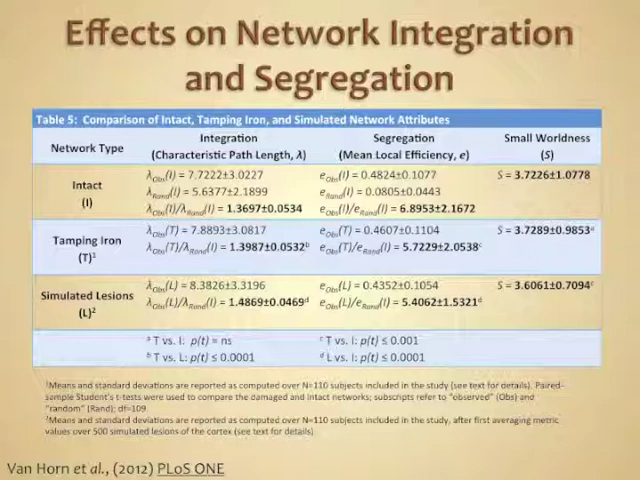 Effects on Network Integration
and Segregation
Table 5: Comparison of Intact, Tamping Iron, and Simulated Network Attributes
Network Type
Integration
(Characteristic Path Length, λ)
Segregation
(Mean Local Efficiency, e)
Small Worldness
(S)
Intact
(I)
λObs(I) = 7.7222±3.0227
λRand(I) = 5.6377±2.1899
λObs(I)/λRand(I) = 1.3697±0.0534
eObs(I) = 0.4824±0.1077
eRand(I) = 0.0805±0.0443
eObs(I)/eRand(I) = 6.8953±2.1672
S = 3.7226±1.0778
Tamping Iron
(T)¹
λObs(T) = 7.8893±3.0817
λObs(T)/λRand(I) = 1.3987±0.0532ᵇ
eObs(T) = 0.4360±0.1104
eObs(T)/eRand(I) = 5.7229±2.0538ᶜ
S = 3.7289±0.9853ᵃ
Simulated Lesions
(L)²
λObs(L) = 8.3826±3.3196
λObs(L)/λRand(I) = 1.4869±0.0469ᵈ
eObs(L) = 0.4352±0.1054
eObs(L)/eRand(I) = 5.4062±1.5321ᵈ
S = 3.6061±0.7094ᶜ
ᵃ T vs. I: p(t) = ns
ᵇ T vs. L: p(t) ≤ 0.0001
ᶜ T vs. I: p(t) ≤ 0.001
ᵈ L vs. I: p(t) ≤ 0.0001
¹Means and standard deviations are reported as computed over N=110 subjects included in the study (see text for details). Paired-
sample Student's t-tests were used to compare the damaged and intact networks; subscripts refer to "observed" (Obs) and
"random" (Rand); df=109
²Means and standard deviations are reported as computed over N=110 subjects included in the study, after first averaging metric
values over 500 simulated lesions of the cortex (see text for details)
Van Horn et al., (2012) PLoS ONE